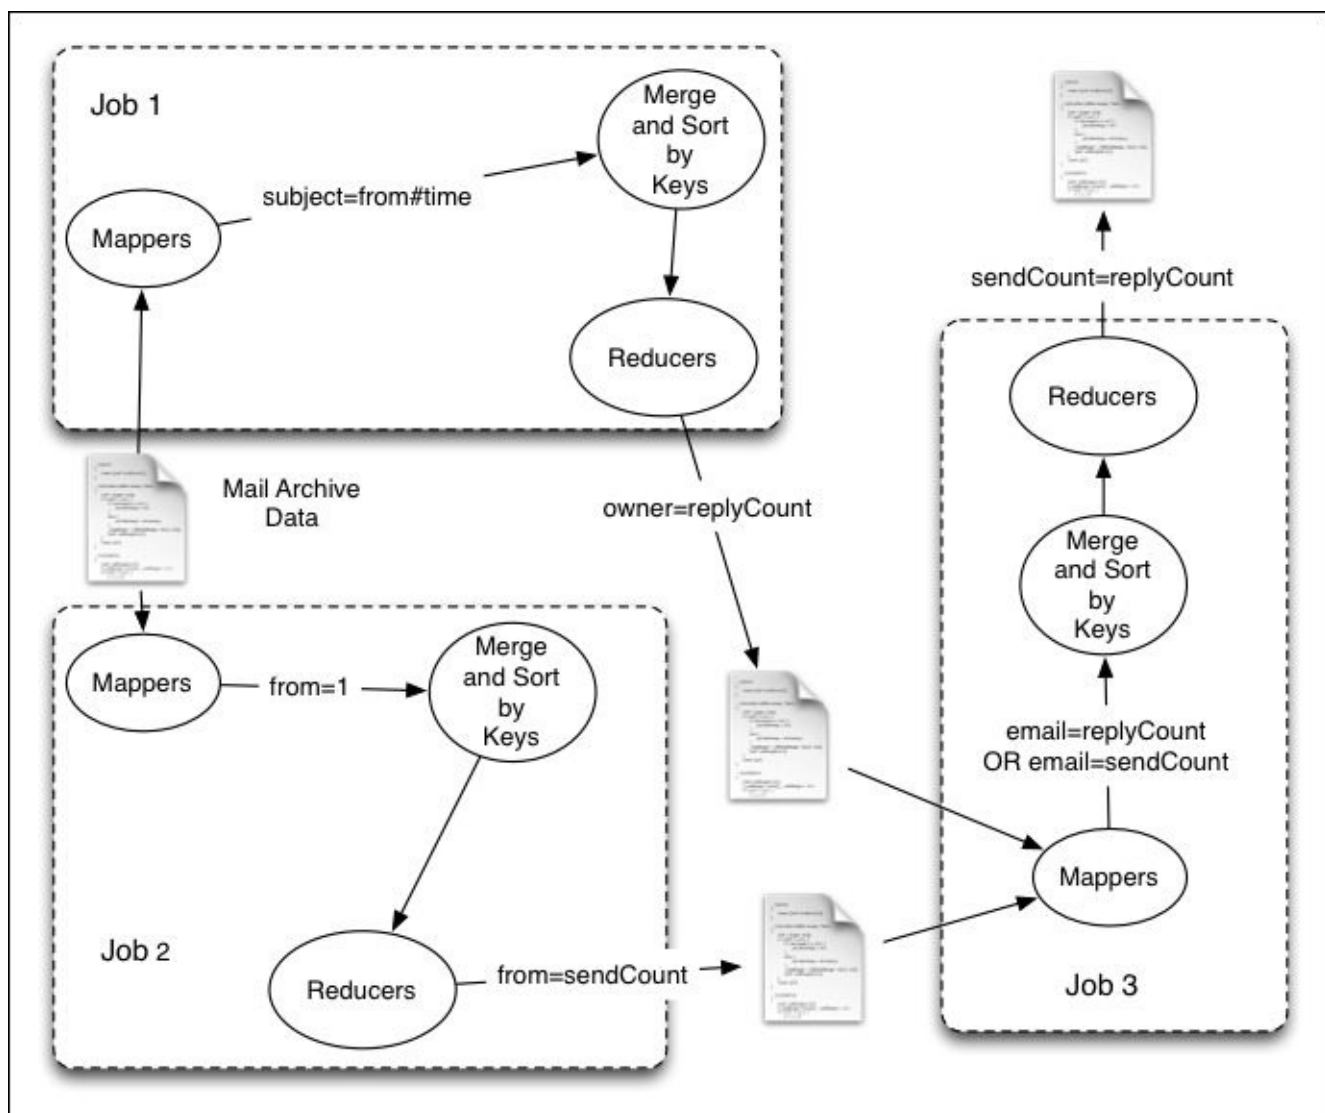 Job 1
Merge
and Sort
by
Keys
subject=from#time
Mappers
Reducers
sendCount=replyCount
Reducers
Mail Archive
Data
owner=replyCount
Merge
and Sort
by
Keys
Mappers
from=1
Merge
and Sort
by
Keys
email=replyCount
OR email=sendCount
Mappers
Job 2
Reducers
from=sendCount
Job 3